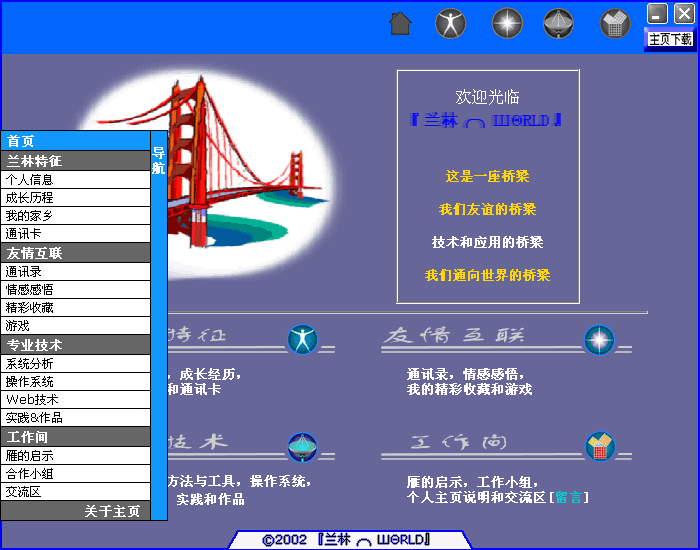 主页下载
欢迎光临
『 兰林 ⌒ ШΘRLD 』
这是一座桥梁
我们友谊的桥梁
技术和应用的桥梁
我们通向世界的桥梁
导航
首页
兰林特征
个人信息
成长历程
我的家乡
通讯卡
友情互联
通讯录
情感感悟
精彩收藏
游戏
专业技术
系统分析
操作系统
Web技术
实践&作品
工作间
雁的启示
合作小组
交流区
关于主页
特征
,成长经历,
和通讯卡
友情互联
通讯录,情感感悟,
我的精彩收藏和游戏
技术
方法与工具,操作系统,
实践和作品
工作间
雁的启示,工作小组,
个人主页说明和交流区[留言]
©2002 『兰林 ⌒ ШΘRLD』